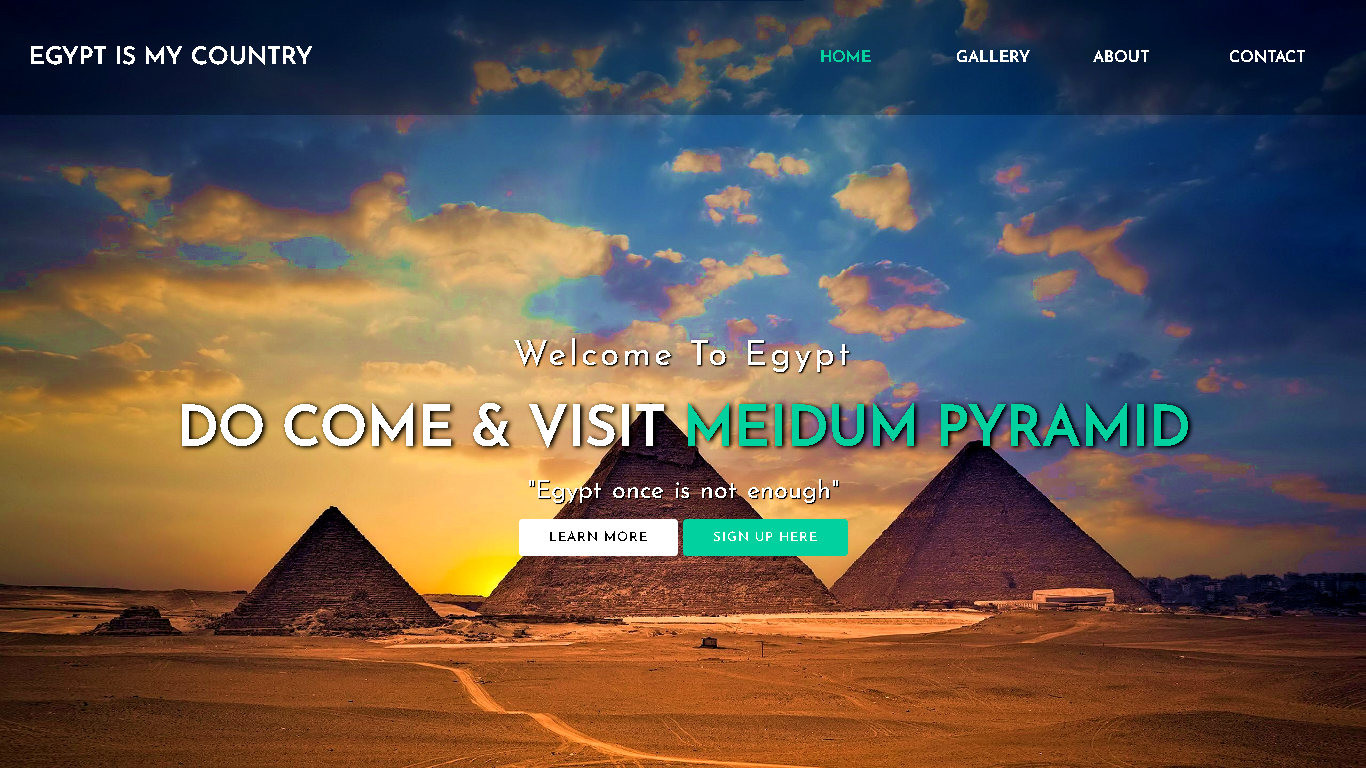 EGYPT IS MY COUNTRY
HOME GALLERY ABOUT CONTACT
Welcome To Egypt
DO COME & VISIT MEIDUM PYRAMID
"Egypt once is not enough"
LEARN MORE SIGN UP HERE